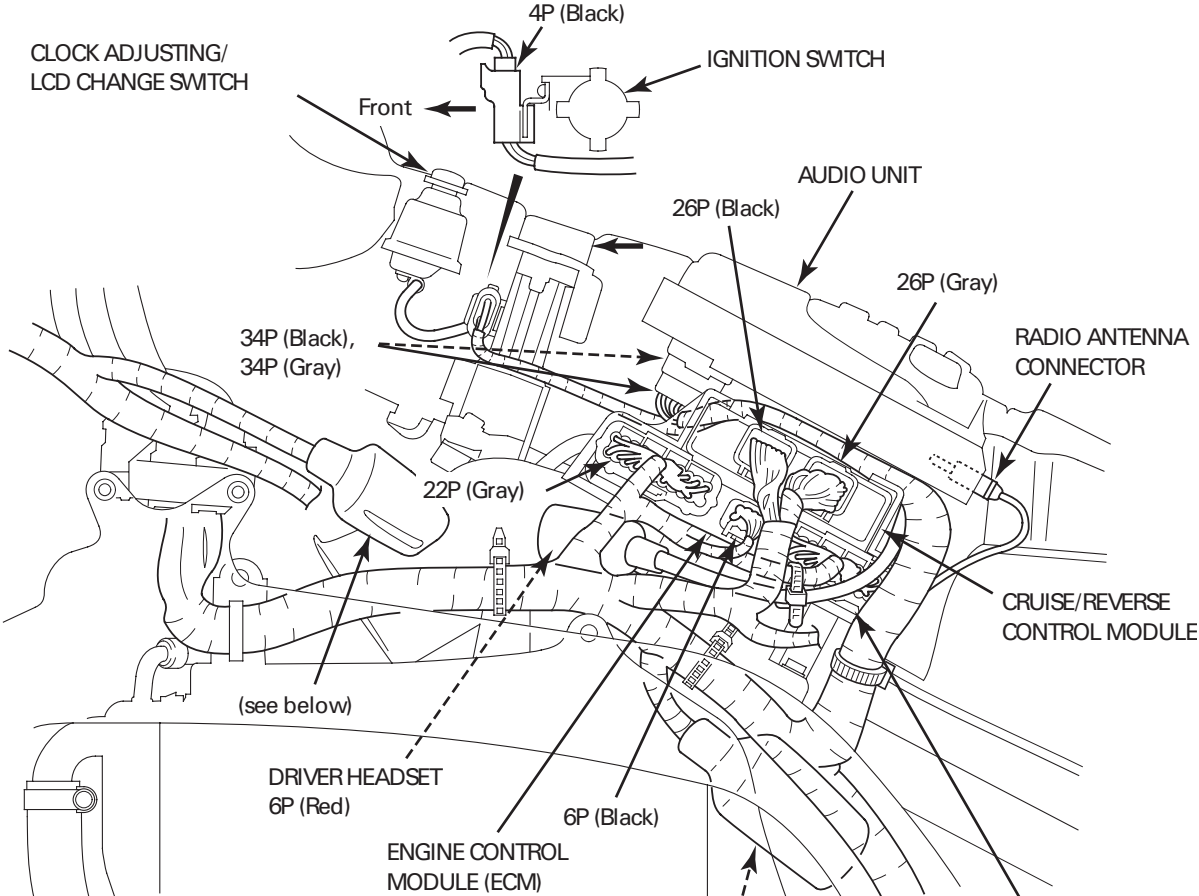 4P (Black)
CLOCK ADJUSTING/
LCD CHANGE SWITCH
IGNITION SWITCH
Front
AUDIO UNIT
26P (Black)
26P (Gray)
34P (Black),
34P (Gray)
RADIO ANTENNA
CONNECTOR
22P (Gray)
CRUISE/REVERSE
CONTROL MODULE
(see below)
DRIVER HEADSET
6P (Red)
6P (Black)
ENGINE CONTROL
MODULE (ECM)